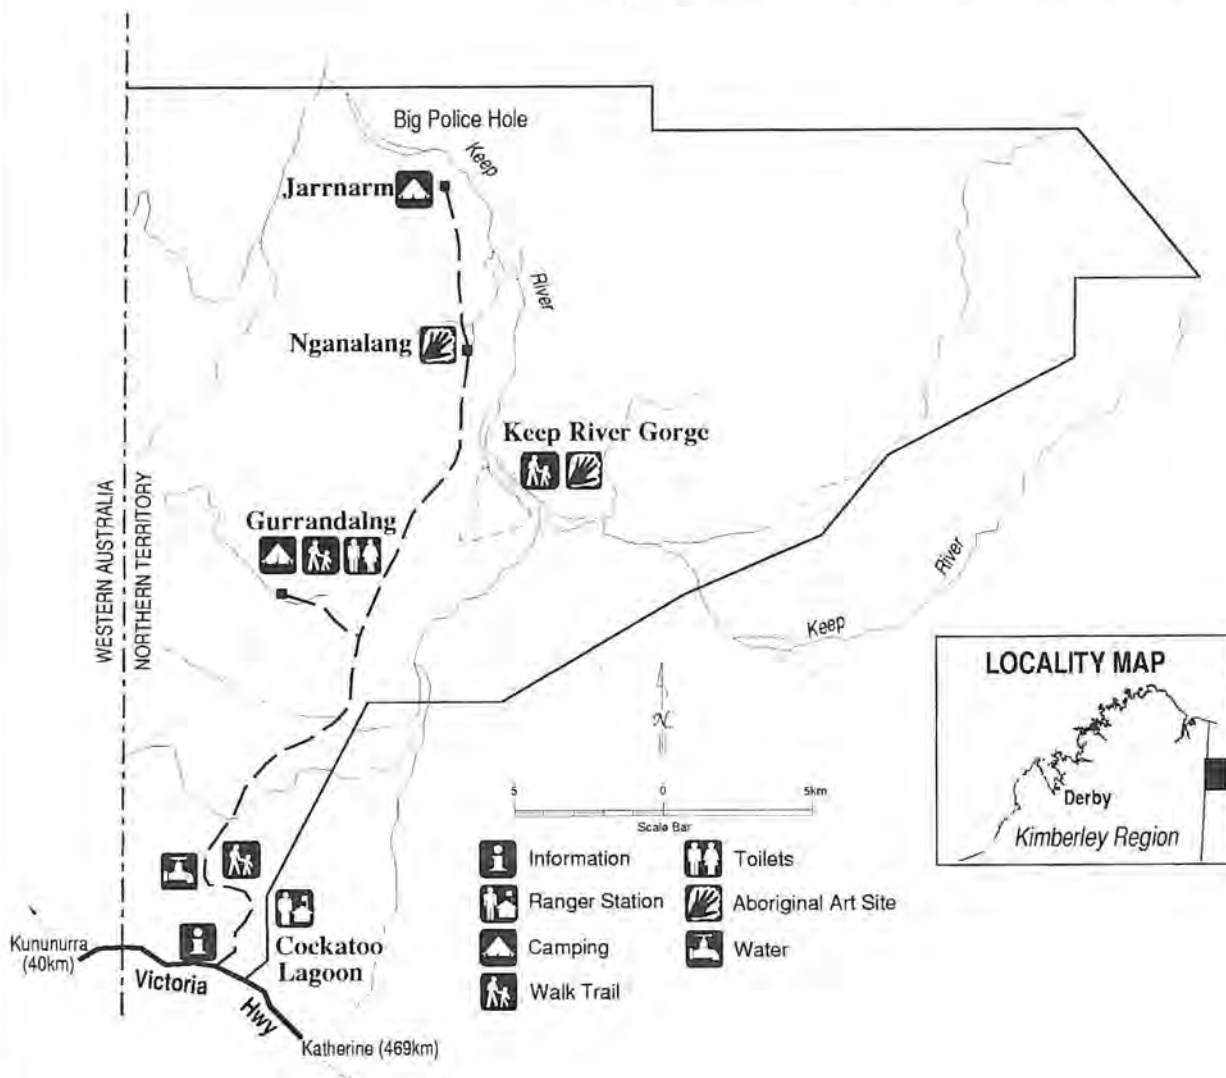 Big Police Hole
Keep
Jarrnarm
River
Nganalang
Keep River Gorge
WESTERN AUSTRALIA
NORTHERN TERRITORY
Gurrandalng
River
Keep
LOCALITY MAP
Derby
Kimberley Region
N
5 0 5km
Scale Bar
Information
Toilets
Ranger Station
Aboriginal Art Site
Camping
Water
Walk Trail
Cockatoo
Lagoon
Kununurra
(40km)
Victoria
Hwy
Katherine (469km)